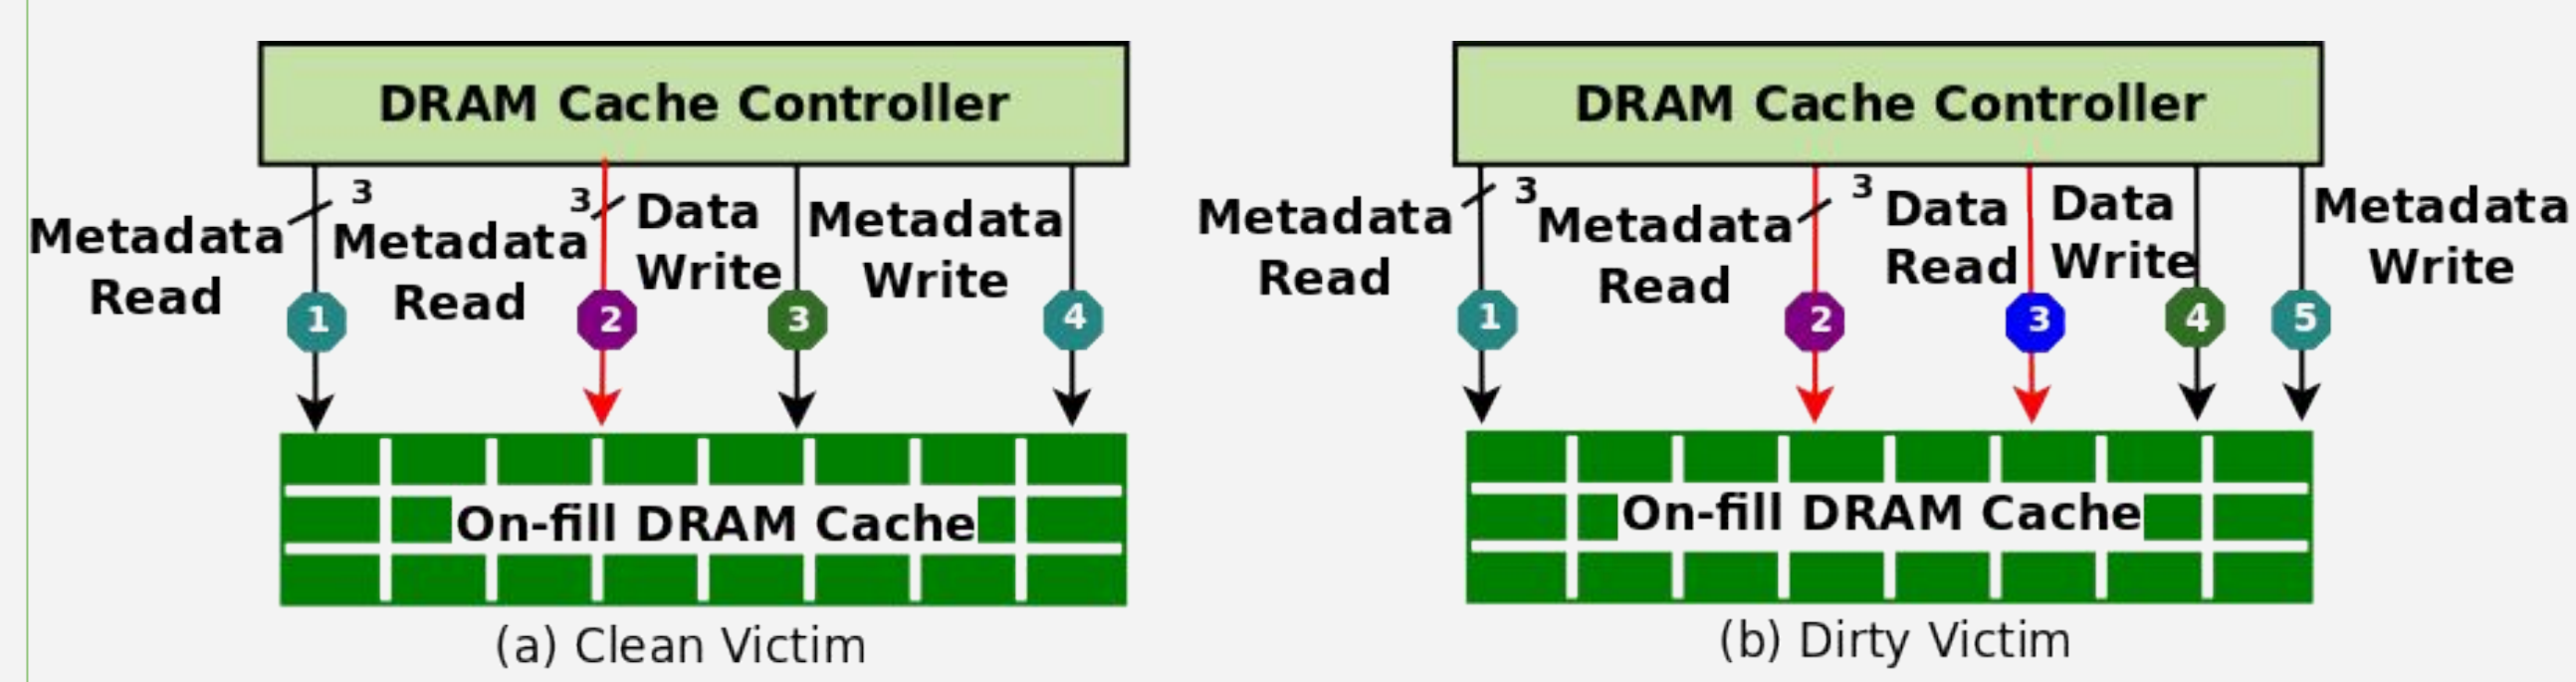 DRAM Cache Controller
3
Metadata
Read
1
3
Metadata
Read
2
Data
Write
3
Metadata
Write
4
On-fill DRAM Cache
(a) Clean Victim
DRAM Cache Controller
3
Metadata
Read
1
3
Metadata
Read
2
Data
Read
3
Data
Write
4
Metadata
Write
5
On-fill DRAM Cache
(b) Dirty Victim